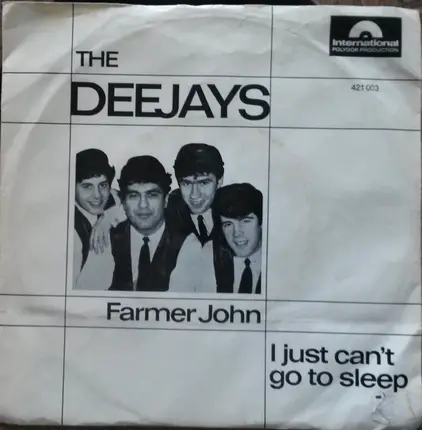 THE
International
POLYDOR PRODUCTION
DEEJAYS
421 003
Farmer John
I just can't
go to sleep